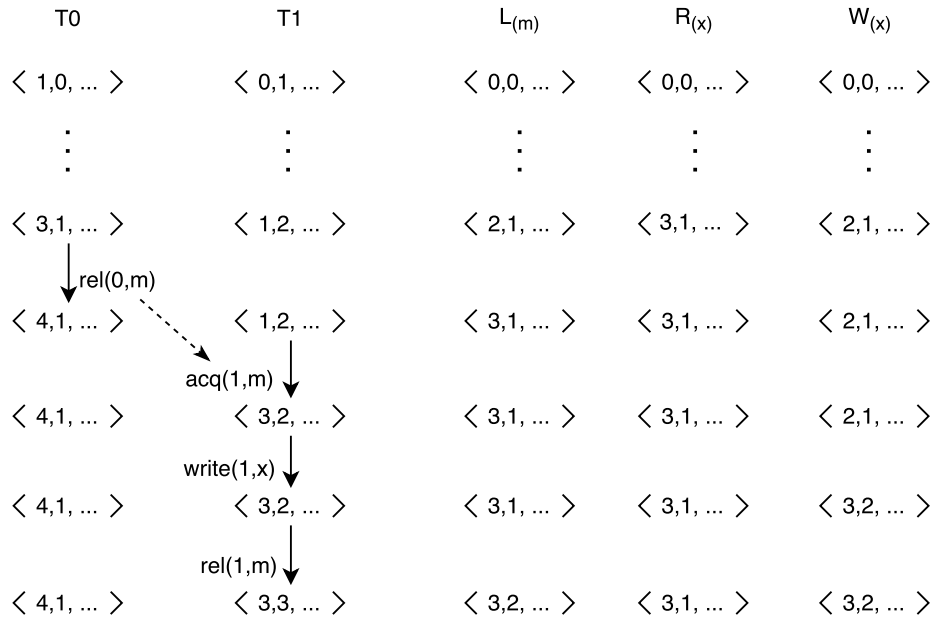 T0 T1 L(m) R(x) W(x)
< 1,0, ... > < 0,1, ... > < 0,0, ... > < 0,0, ... > < 0,0, ... >
< 3,1, ... > < 1,2, ... > < 2,1, ... > < 3,1, ... > < 2,1, ... >
rel(0,m)
< 4,1, ... > < 1,2, ... > < 3,1, ... > < 3,1, ... > < 2,1, ... >
acq(1,m)
< 4,1, ... > < 3,2, ... > < 3,1, ... > < 3,1, ... > < 2,1, ... >
write(1,x)
< 4,1, ... > < 3,2, ... > < 3,1, ... > < 3,1, ... > < 3,2, ... >
rel(1,m)
< 4,1, ... > < 3,3, ... > < 3,2, ... > < 3,1, ... > < 3,2, ... >